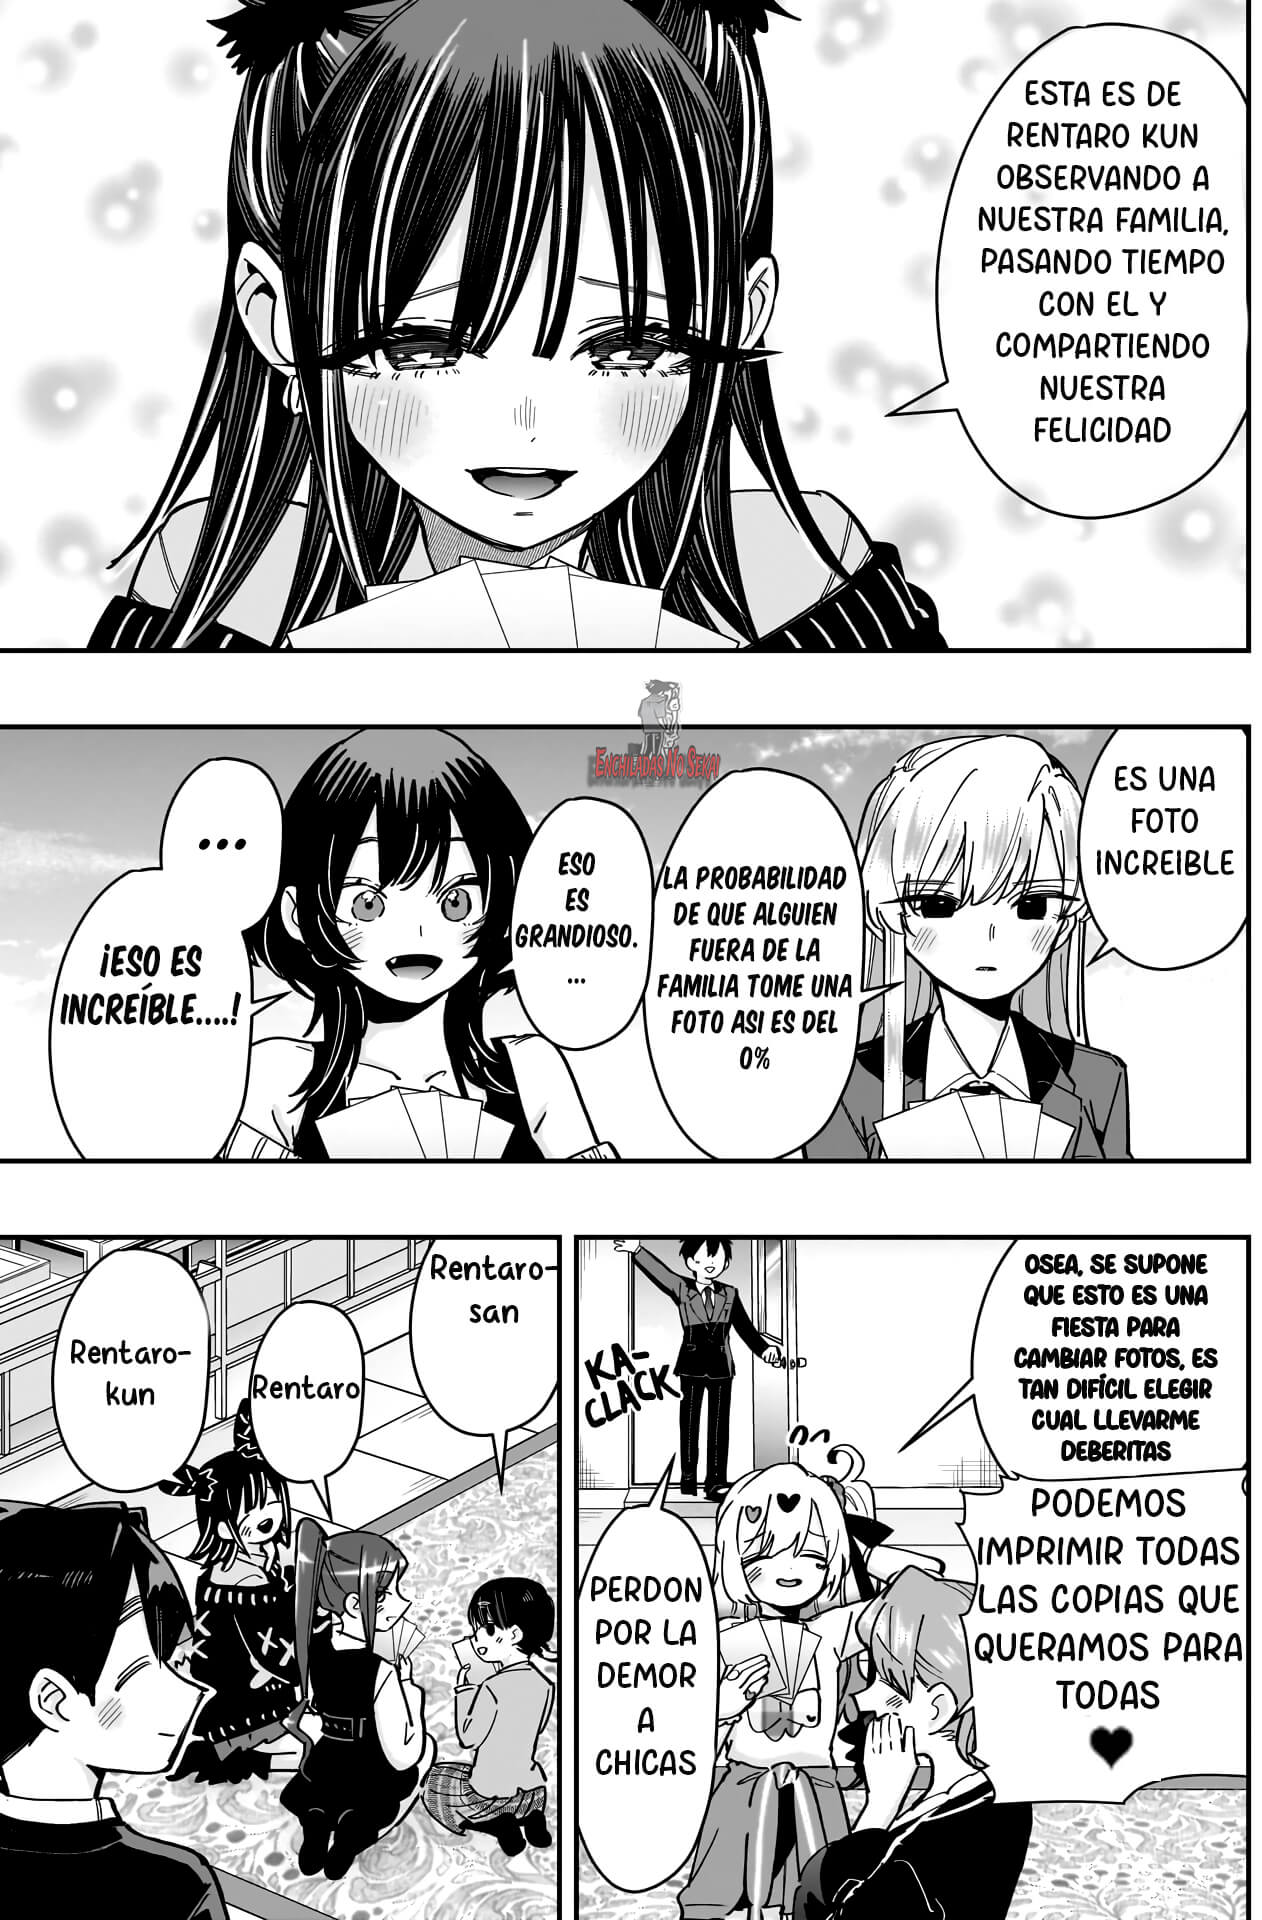 ESTA ES DE
RENTARO KUN
OBSERVANDO A
NUESTRA FAMILIA,
PASANDO TIEMPO
CON EL Y
COMPARTIENDO
NUESTRA
FELICIDAD
ENCHILADAS NO SEKAI
ES UNA
FOTO
INCREIBLE
LA PROBABILIDAD
DE QUE ALGUIEN
FUERA DE LA
FAMILIA TOME UNA
FOTO ASI ES DEL
0%
ESO
ES
GRANDIOSO.
...
...
¡ESO ES
INCREÍBLE....!
OSEA, SE SUPONE
QUE ESTO ES UNA
FIESTA PARA
CAMBIAR FOTOS, ES
TAN DIFÍCIL ELEGIR
CUAL LLEVARME
DEBERITAS
PODEMOS
IMPRIMIR TODAS
LAS COPIAS QUE
QUERAMOS PARA
TODAS
♥
KA-
CLACK
PERDON
POR LA
DEMOR
A
CHICAS
Rentaro-
san
Rentaro
Rentaro-
kun